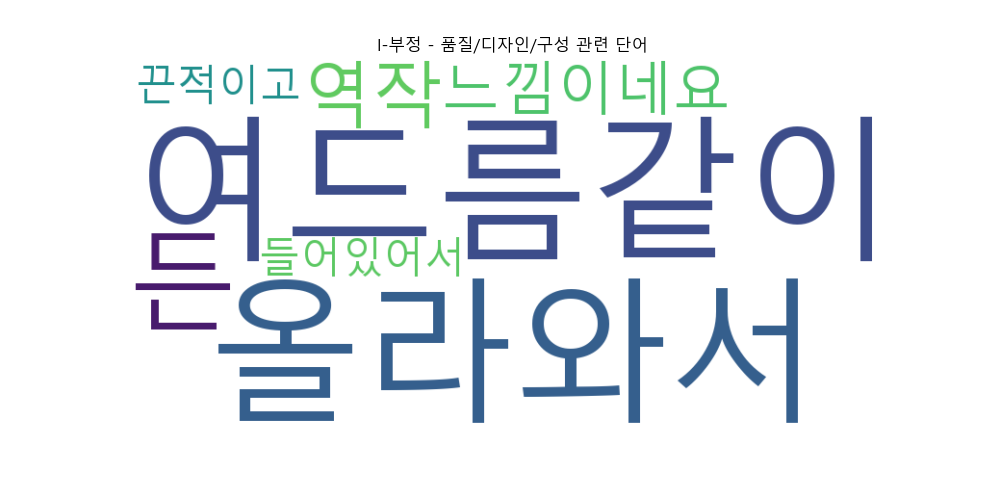 I-부정 - 품질/디자인/구성 관련 단어
끈적이고 역작 느낌이네요
여드름같이
든 들어있어서
올라와서